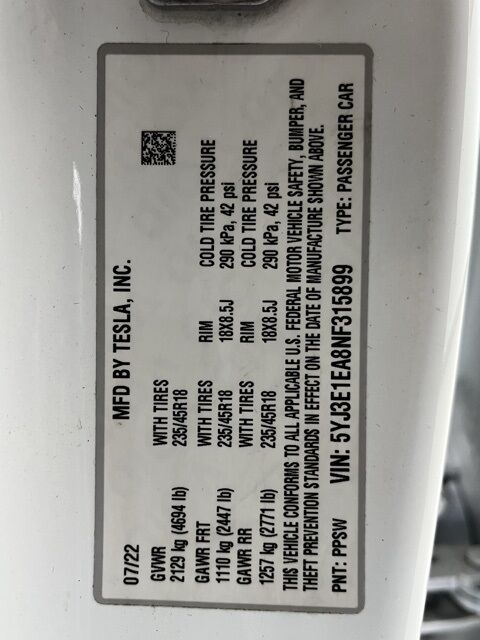 07/22 MFD BY TESLA, INC.
GVWR WITH TIRES
2129 kg (4694 lb) 235/45R18
GAWR FRT WITH TIRES RIM COLD TIRE PRESSURE
1110 kg (2447 lb) 235/45R18 18X8.5J 290 kPa, 42 psi
GAWR RR WITH TIRES RIM COLD TIRE PRESSURE
1257 kg (2771 lb) 235/45R18 18X8.5J 290 kPa, 42 psi
THIS VEHICLE CONFORMS TO ALL APPLICABLE U.S. FEDERAL MOTOR VEHICLE SAFETY, BUMPER, AND
THEFT PREVENTION STANDARDS IN EFFECT ON THE DATE OF MANUFACTURE SHOWN ABOVE.
PNT: PPSW VIN: 5YJ3E1EA8NF315899 TYPE: PASSENGER CAR